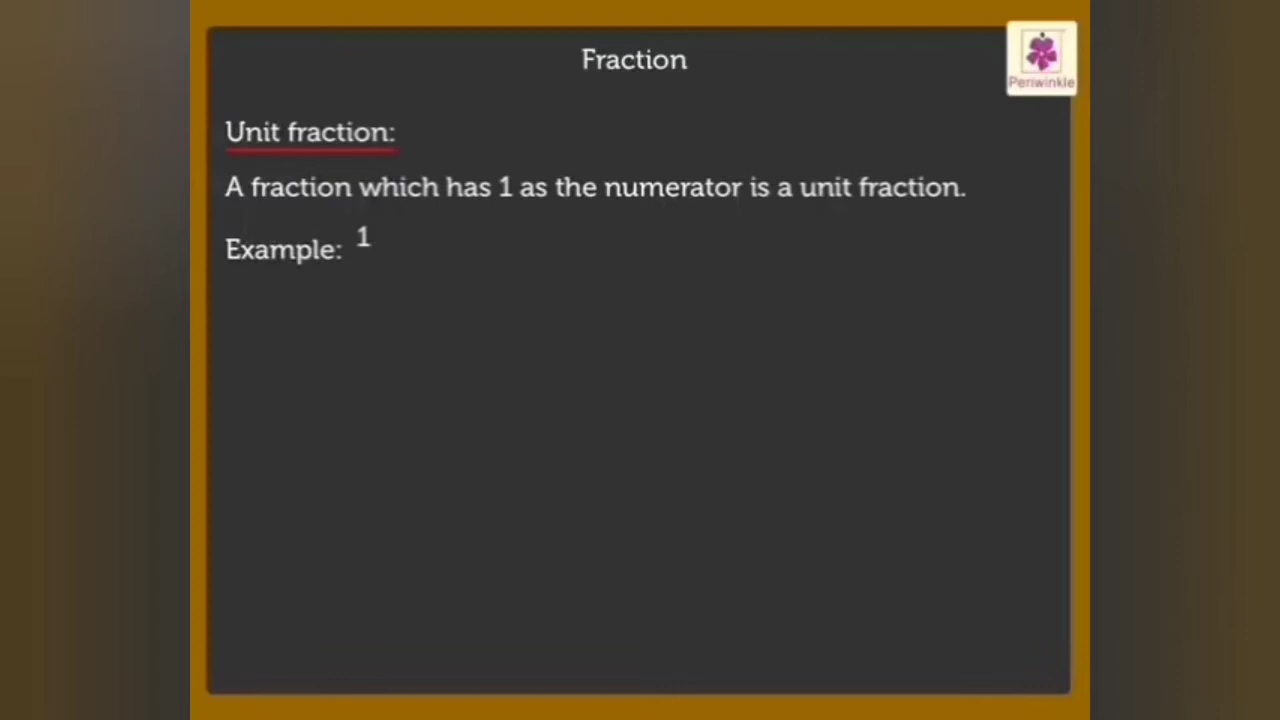 Fraction
Periwinkle
Unit fraction:
A fraction which has 1 as the numerator is a unit fraction.
Example: 1